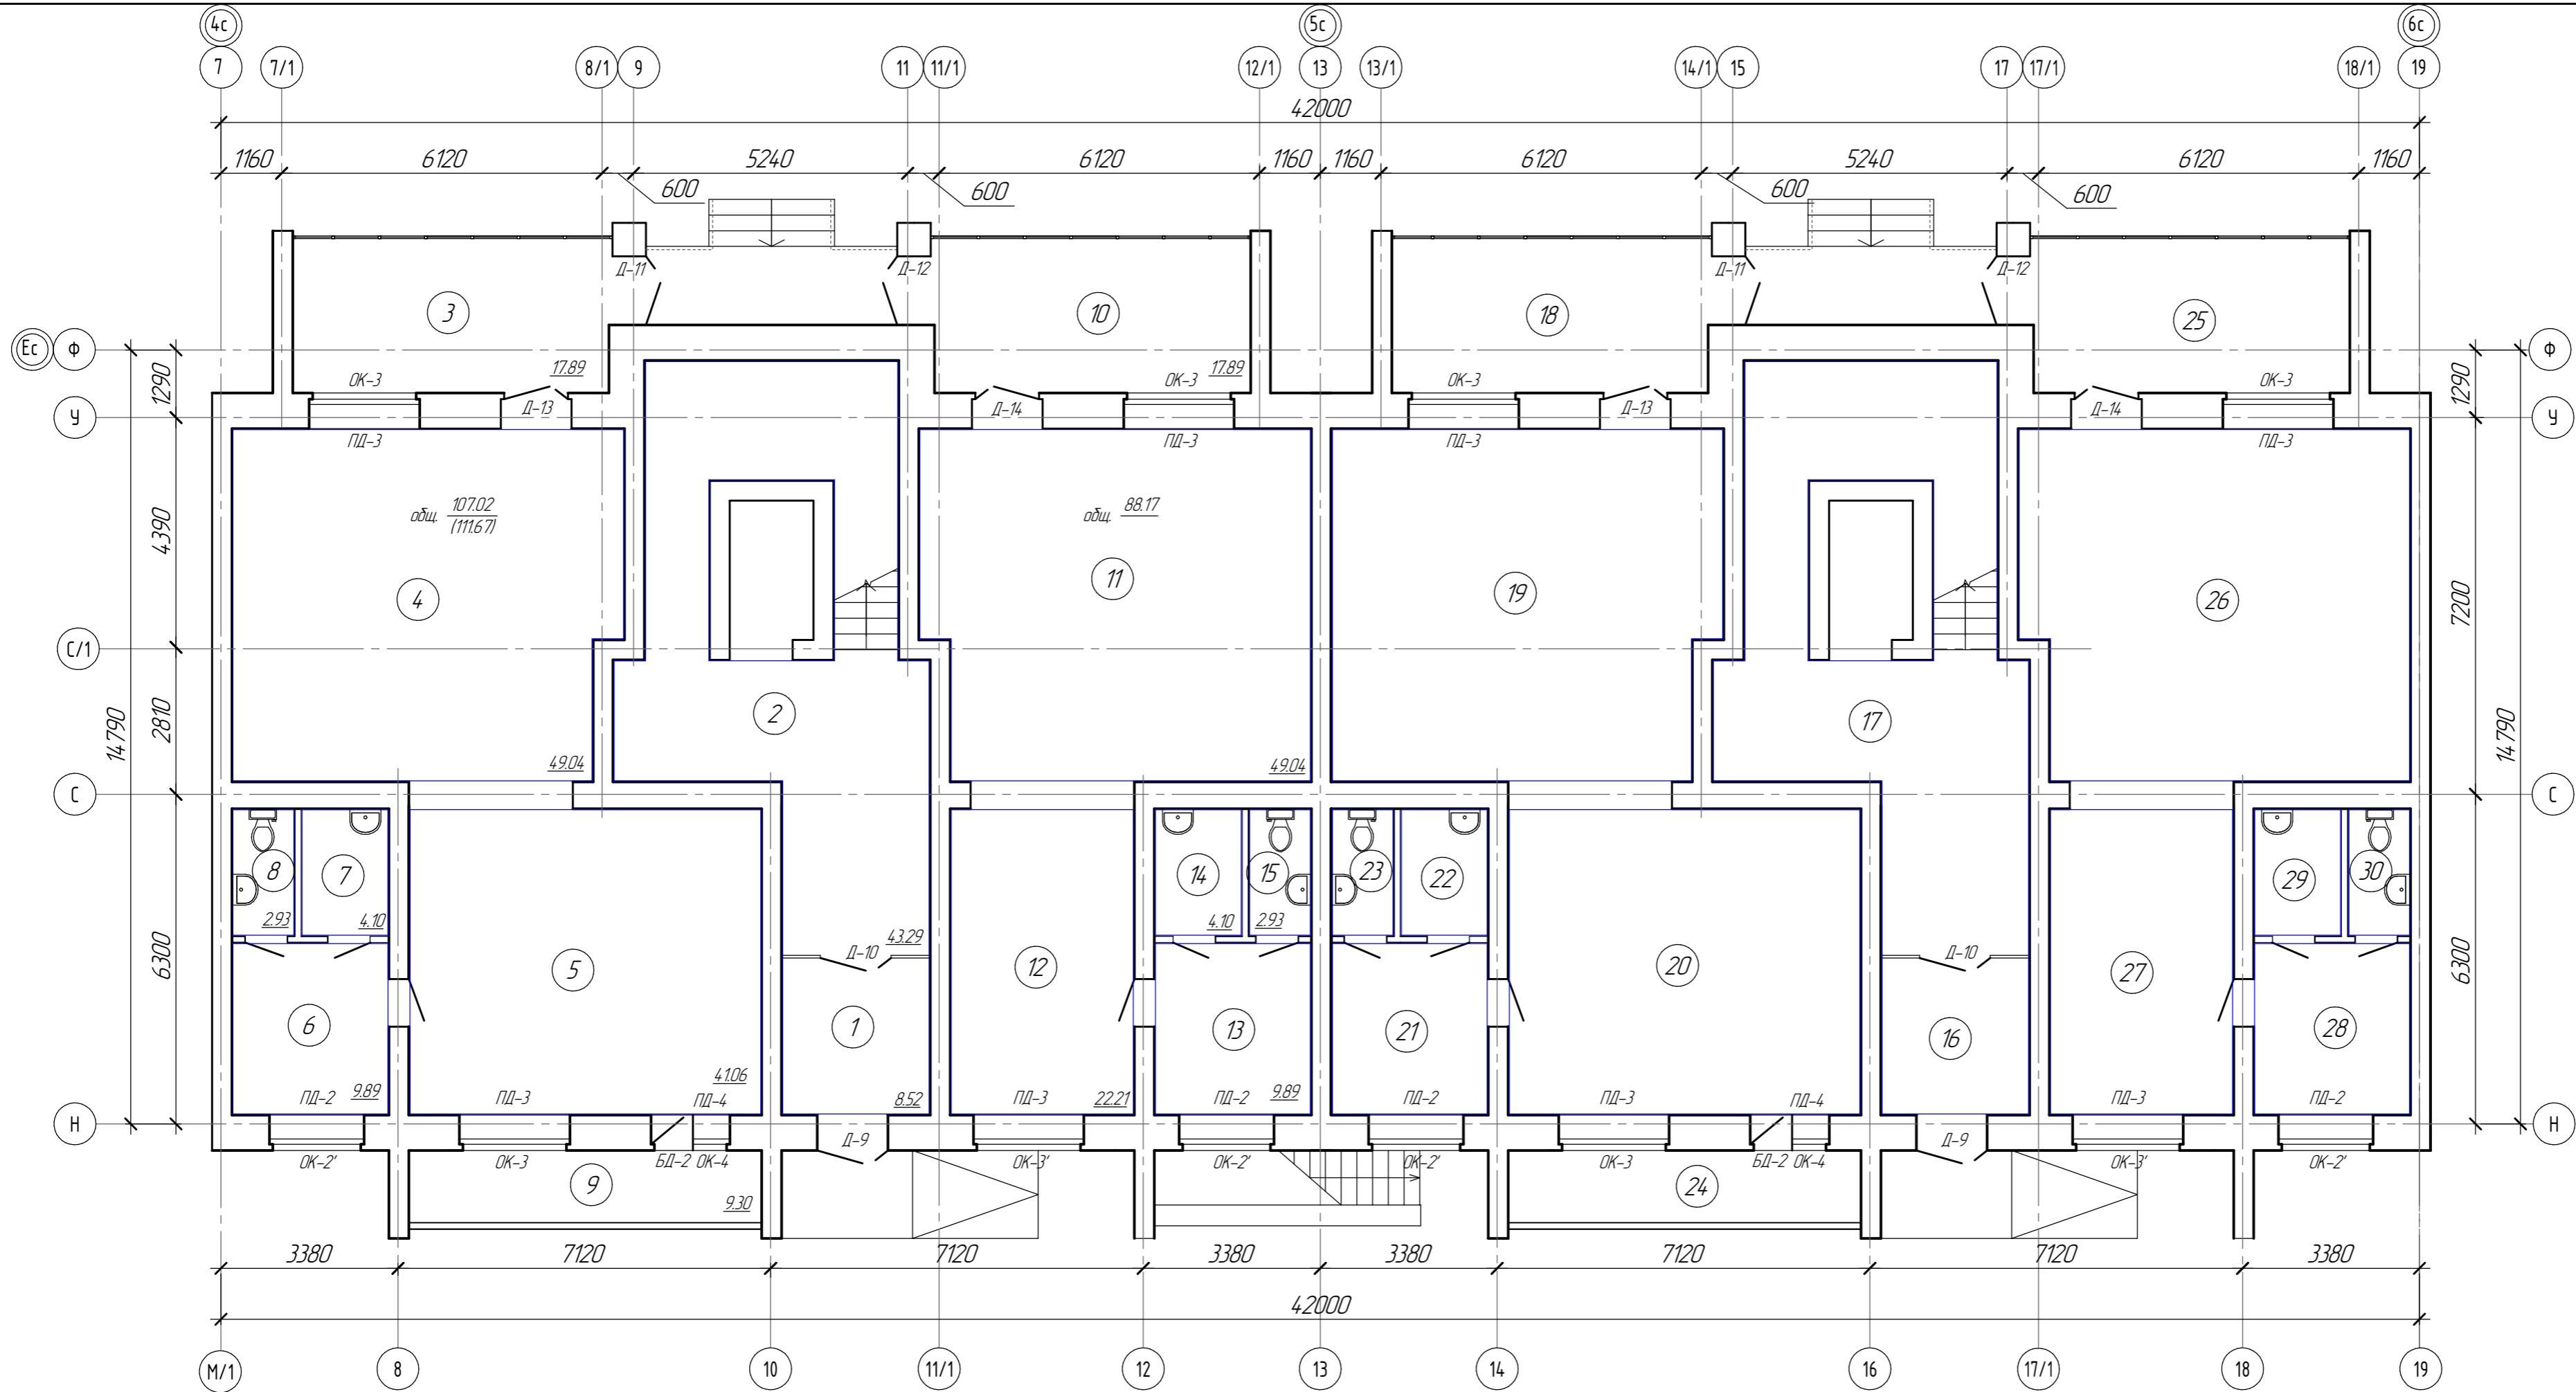 4с 5с 6с
7 7/1 8/1 9 11 11/1 12/1 13 13/1 14/1 15 17 17/1 18/1 19
42000
1160 6120 5240 6120 1160 1160 6120 5240 6120 1160
600 600 600 600
Д-11 Д-12 Д-11 Д-12
3 10 18 25
Ес Ф Ф
17.89 17.89
ОК-3 ОК-3 ОК-3 ОК-3
1290 1290
Д-13 Д-14 Д-13 Д-14
У У
ПД-3 ПД-3 ПД-3 ПД-3
общ. 107.02
(111.67)
общ. 88.17
4390 7200
4 11 19 26
С/1
2 17
2810
14790 14790
49.04 49.04
С С
8 7 14 15 23 22 29 30
2.93 4.10 4.10 2.93
6300 6300
Д-10 43.29 Д-10
5 12 20 27
6 1 13 21 16 28
41.06
ПД-2 9.89 ПД-3 ПД-4 8.52 ПД-3 22.21 ПД-2 9.89 ПД-2 ПД-3 ПД-4 ПД-3 ПД-2
Н Н
Д-9 Д-9
ОК-2' ОК-3 БД-2 ОК-4 ОК-3' ОК-2' ОК-2' ОК-3 БД-2 ОК-4 ОК-3' ОК-2'
9 24
9.30
3380 7120 7120 3380 3380 7120 7120 3380
42000
М/1 8 10 11/1 12 13 14 16 17/1 18 19